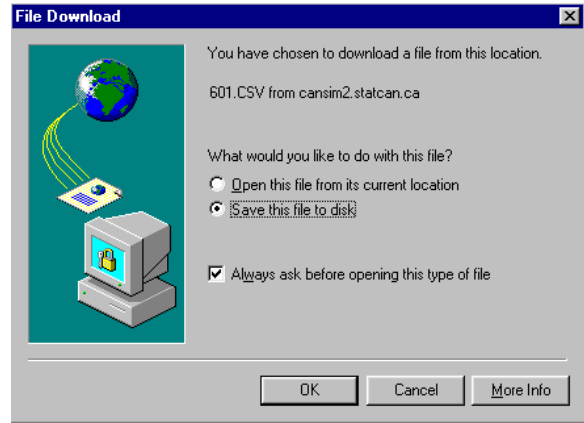 File Download
You have chosen to download a file from this location.
601.CSV from cansim2.statcan.ca
What would you like to do with this file?
Open this file from its current location
Save this file to disk
Always ask before opening this type of file
OK
Cancel
More Info